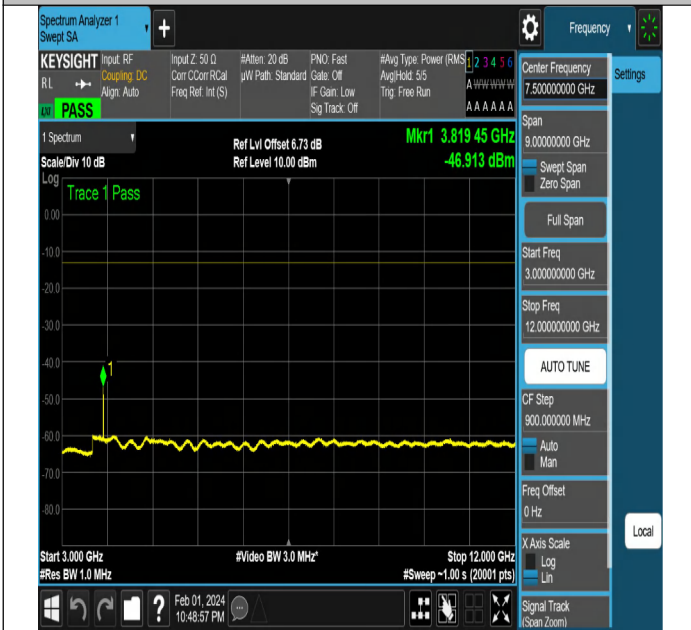 Spectrum Analyzer 1
Swept SA
+
Frequency
KEYSIGHT
RL
LXI PASS
Input: RF
Coupling: DC
Align: Auto
Input Z: 50 Ω
Corr CCorr RCal
Freq Ref: Int (S)
#Atten: 20 dB
µW Path: Standard
PNO: Fast
Gate: Off
IF Gain: Low
Sig Track: Off
#Avg Type: Power (RMS
Avg|Hold: 5/5
Trig: Free Run
1 2 3 4 5 6
A W W W W W
A A A A A A
1 Spectrum
Scale/Div 10 dB
Log
Ref Lvl Offset 6.73 dB
Ref Level 10.00 dBm
Mkr1 3.819 45 GHz
-46.913 dBm
Trace 1 Pass
0.00
-10.0
-20.0
-30.0
-40.0
-50.0
-60.0
-70.0
-80.0
1
Start 3.000 GHz
#Res BW 1.0 MHz
#Video BW 3.0 MHz*
Stop 12.000 GHz
#Sweep ~1.00 s (20001 pts)
Center Frequency
7.500000000 GHz
Settings
Span
9.00000000 GHz
Swept Span
Zero Span
Full Span
Start Freq
3.000000000 GHz
Stop Freq
12.000000000 GHz
AUTO TUNE
CF Step
900.000000 MHz
Auto
Man
Freq Offset
0 Hz
X Axis Scale
Log
Lin
Local
Signal Track
(Span Zoom)
?
Feb 01, 2024
10:48:57 PM